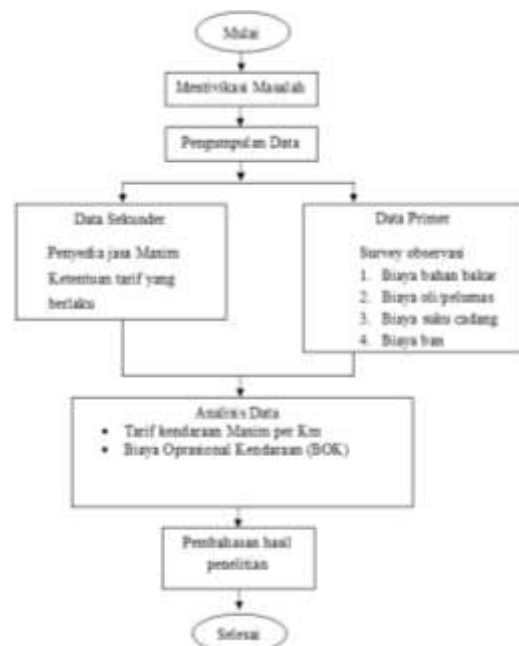 Mulai
Identivikasi Masalah
Pengumpulan Data
Data Sekunder
Penyedia jasa Maxim
Ketentuan tarif yang
berlaku
Data Primer
Survey observasi
1. Biaya bahan bakar
2. Biaya oli/pelumas
3. Biaya suku cadang
4. Biaya ban
Analisis Data
• Tarif kendaraan Maxim per Km
• Biaya Oprasional Kendaraan (BOK)
Pembahasan hasil
penelitian
Selesai